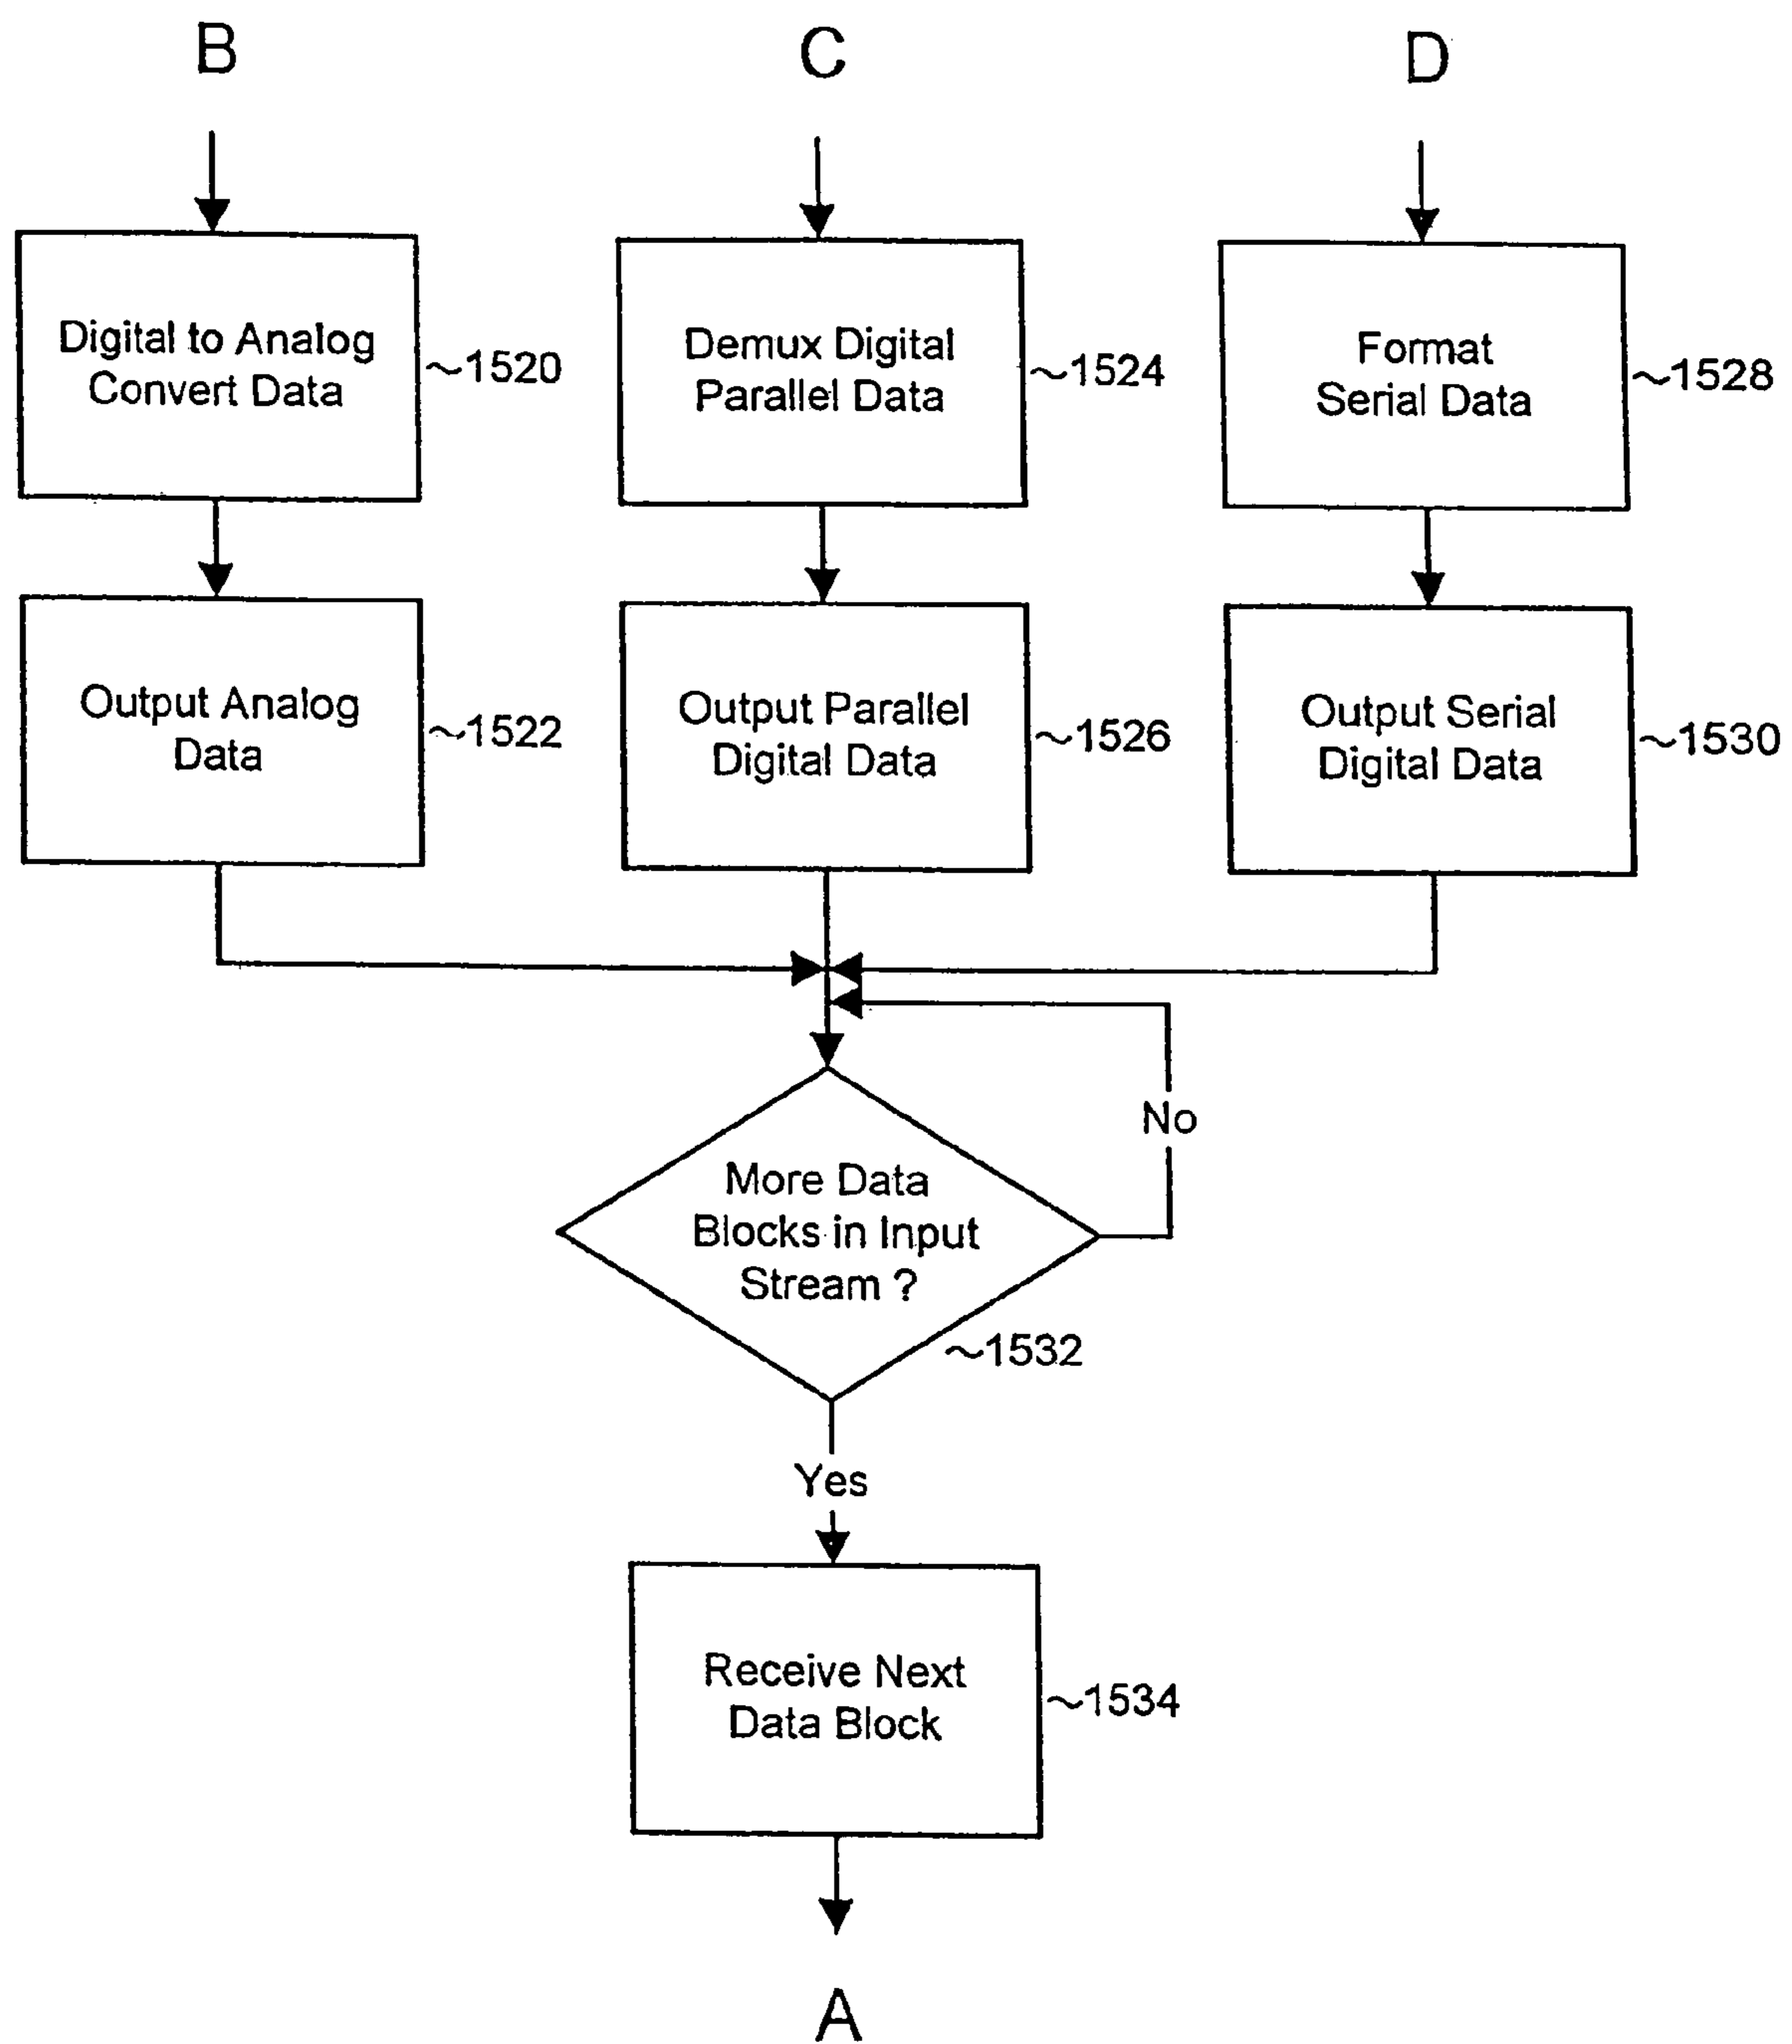 B
C
D
Digital to Analog
Convert Data
~1520
Demux Digital
Parallel Data
~1524
Format
Serial Data
~1528
Output Analog
Data
~1522
Output Parallel
Digital Data
~1526
Output Serial
Digital Data
~1530
No
More Data
Blocks in Input
Stream ?
~1532
Yes
Receive Next
Data Block
~1534
A